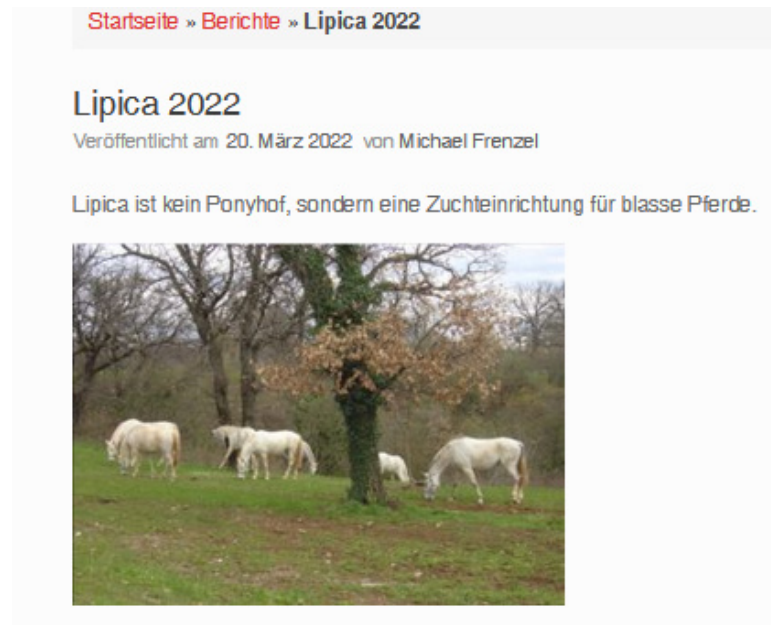 Startseite » Berichte » Lipica 2022
Lipica 2022
Veröffentlicht am 20. März 2022 von Michael Frenzel
Lipica ist kein Ponyhof, sondern eine Zuchteinrichtung für blasse Pferde.